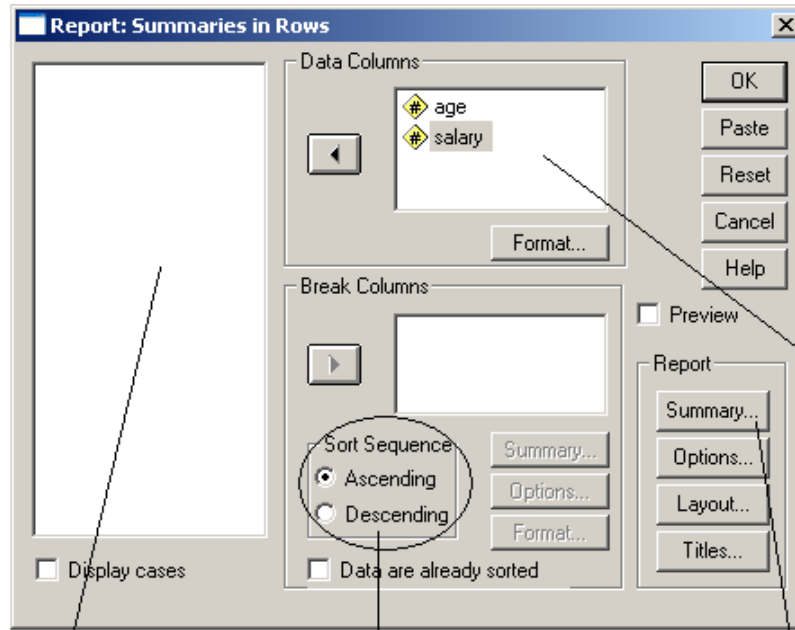 Report: Summaries in Rows
Data Columns
# age
# salary
Format...
Break Columns
Sort Sequence
Ascending
Descending
Summary...
Options...
Format...
Data are already sorted
Display cases
OK
Paste
Reset
Cancel
Help
Preview
Report
Summary...
Options...
Layout...
Titles...